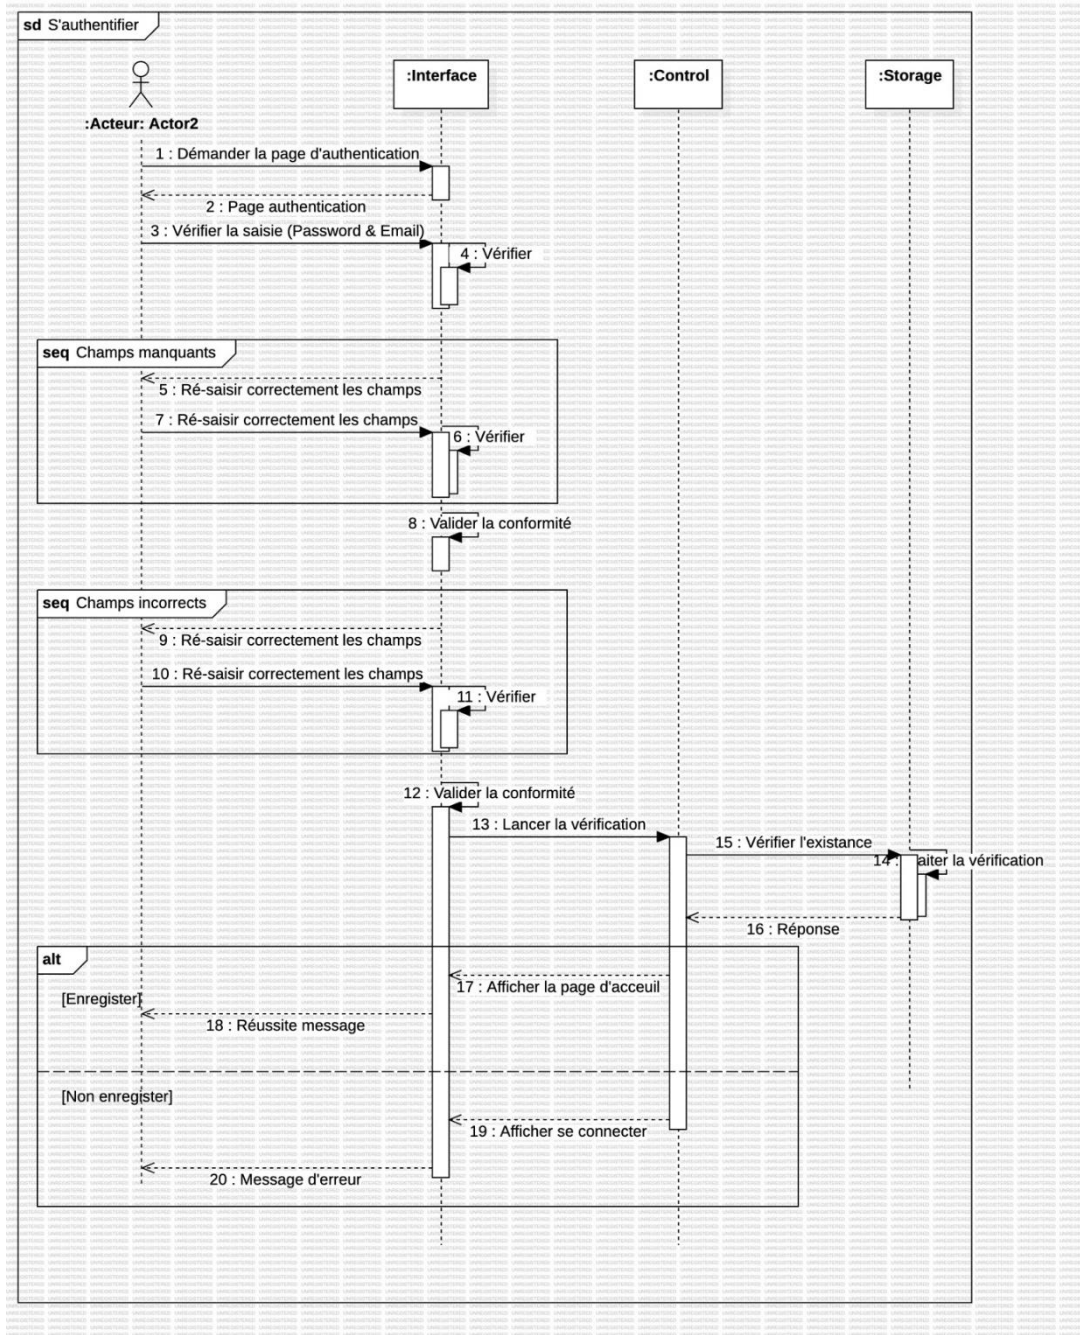 sd S'authentifier
:Interface
:Control
:Storage
:Acteur: Actor2
1 : Démander la page d'authentication
2 : Page authentication
3 : Vérifier la saisie (Password & Email)
4 : Vérifier
seq Champs manquants
5 : Ré-saisir correctement les champs
7 : Ré-saisir correctement les champs
6 : Vérifier
8 : Valider la conformité
seq Champs incorrects
9 : Ré-saisir correctement les champs
10 : Ré-saisir correctement les champs
11 : Vérifier
12 : Valider la conformité
13 : Lancer la vérification
15 : Vérifier l'existance
14 : la vérification
16 : Réponse
alt
17 : Afficher la page d'acceuil
[Enregister]
18 : Réussite message
[Non enregister]
19 : Afficher se connecter
20 : Message d'erreur